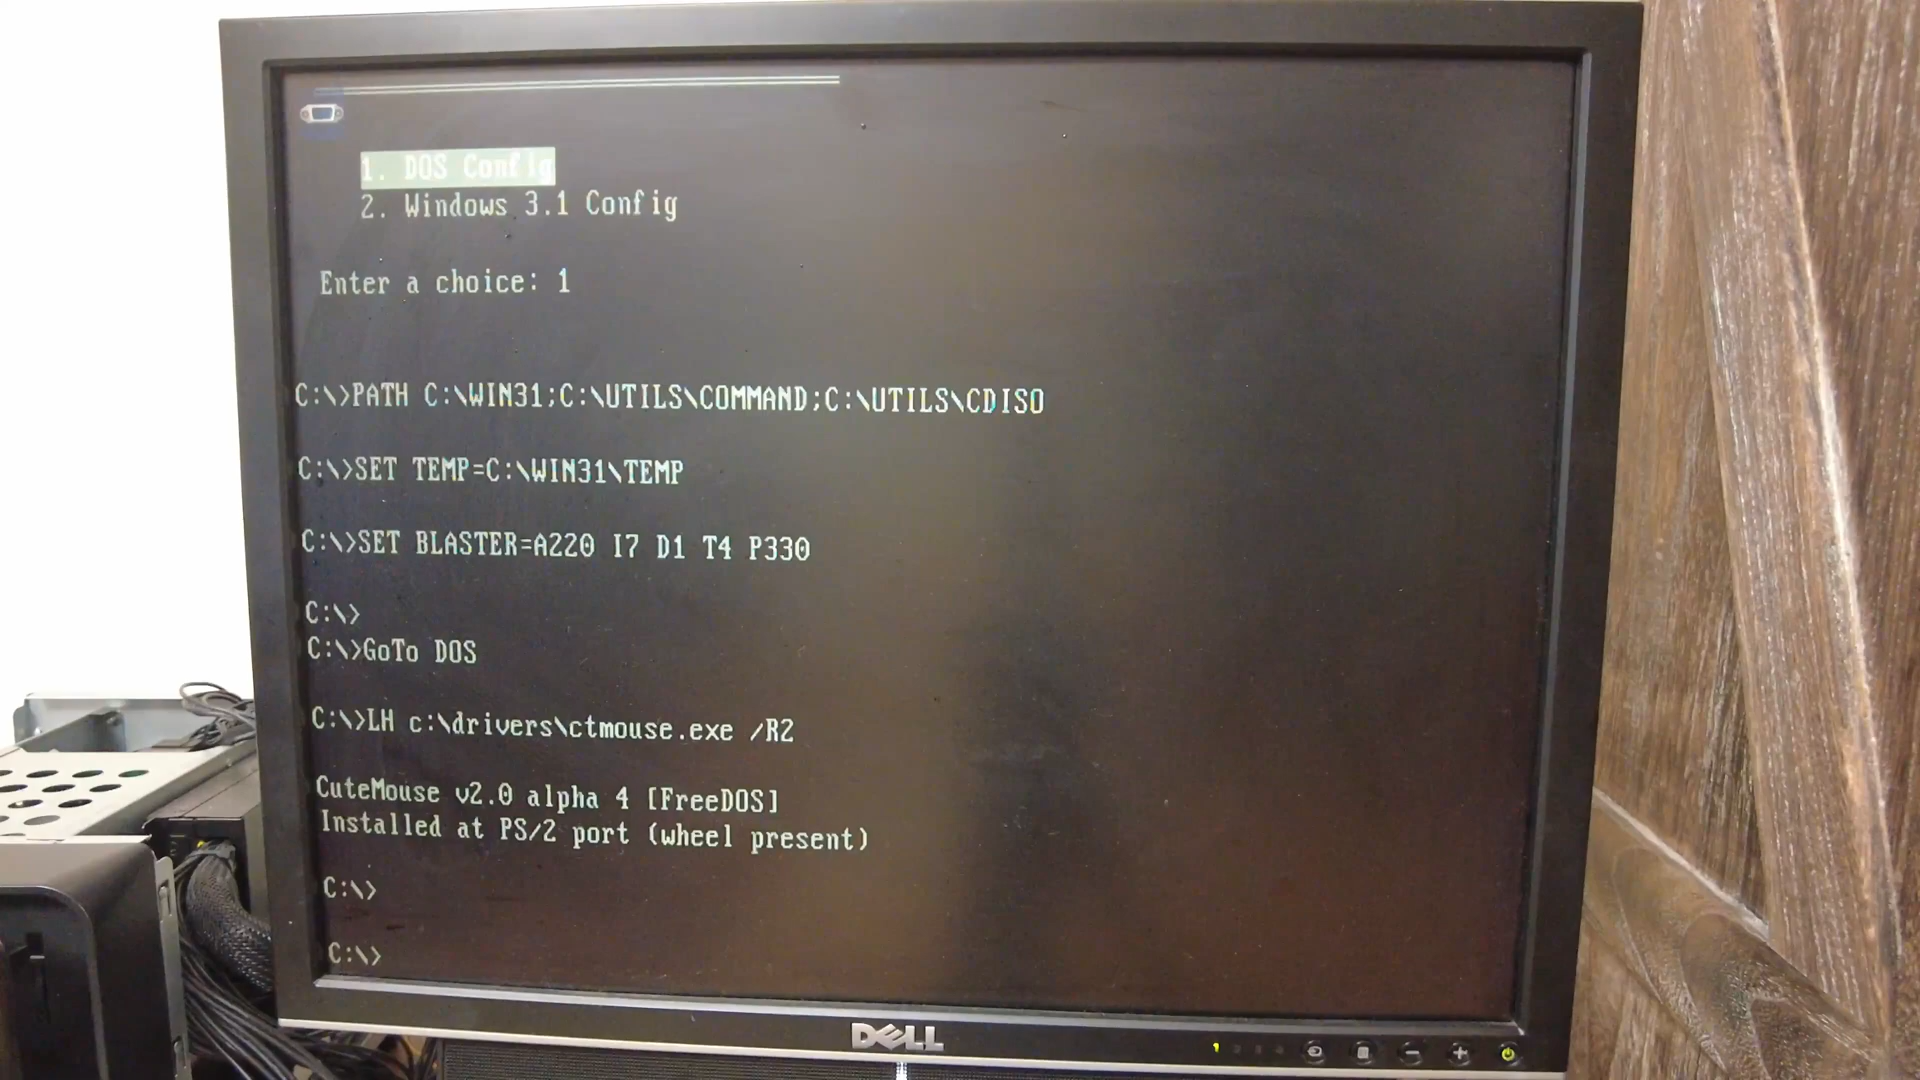 1. DOS Config
2. Windows 3.1 Config
Enter a choice: 1
C:\>PATH C:\WIN31;C:\UTILS\COMMAND;C:\UTILS\CDISO
C:\>SET TEMP=C:\WIN31\TEMP
C:\>SET BLASTER=A220 I7 D1 T4 P330
C:\>
C:\>GoTo DOS
C:\>LH c:\drivers\ctmouse.exe /R2
CuteMouse v2.0 alpha 4 [FreeDOS]
Installed at PS/2 port (wheel present)
C:\>
C:\>
DELL
1